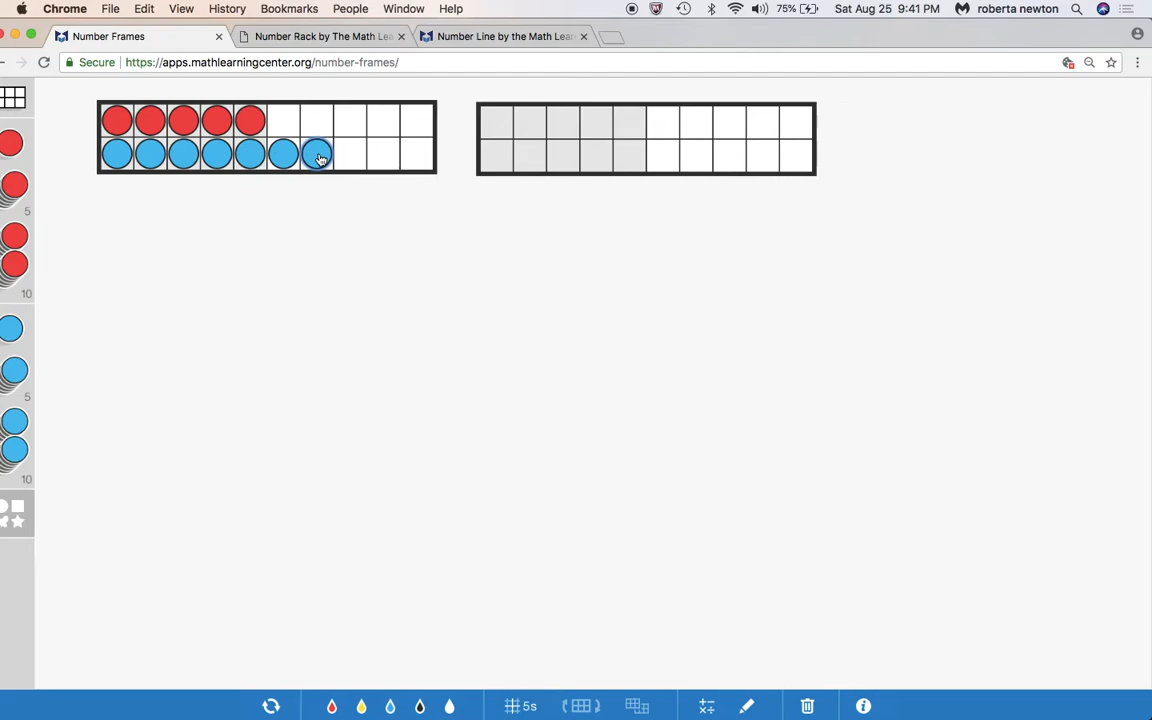 Chrome File Edit View History Bookmarks People Window Help 75% Sat Aug 25 9:41 PM roberta newton
Number Frames × Number Rack by The Math Lea × Number Line by the Math Lear ×
Secure https://apps.mathlearningcenter.org/number-frames/
5
10
5
10
5s